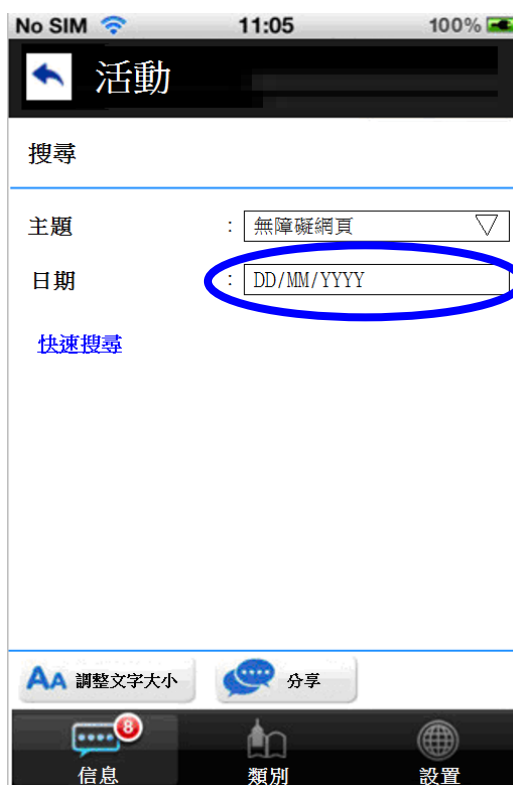 No SIM 11:05 100%
活動
搜尋
主題 : 無障礙網頁
日期 : DD/MM/YYYY
快速搜尋
AA 調整文字大小 分享
8
信息 類別 設置